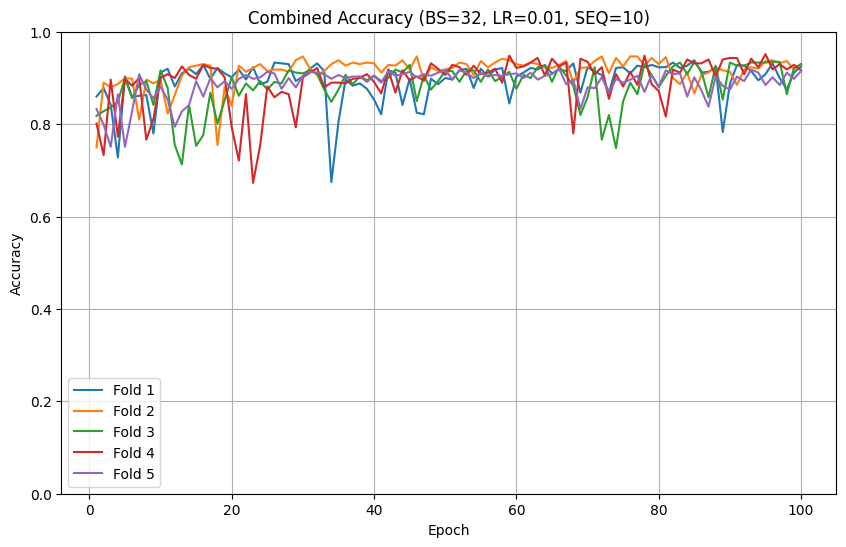 Combined Accuracy (BS=32, LR=0.01, SEQ=10)
Accuracy
1.0
0.8
0.6
0.4
0.2
0.0
Fold 1
Fold 2
Fold 3
Fold 4
Fold 5
0 20 40 60 80 100
Epoch